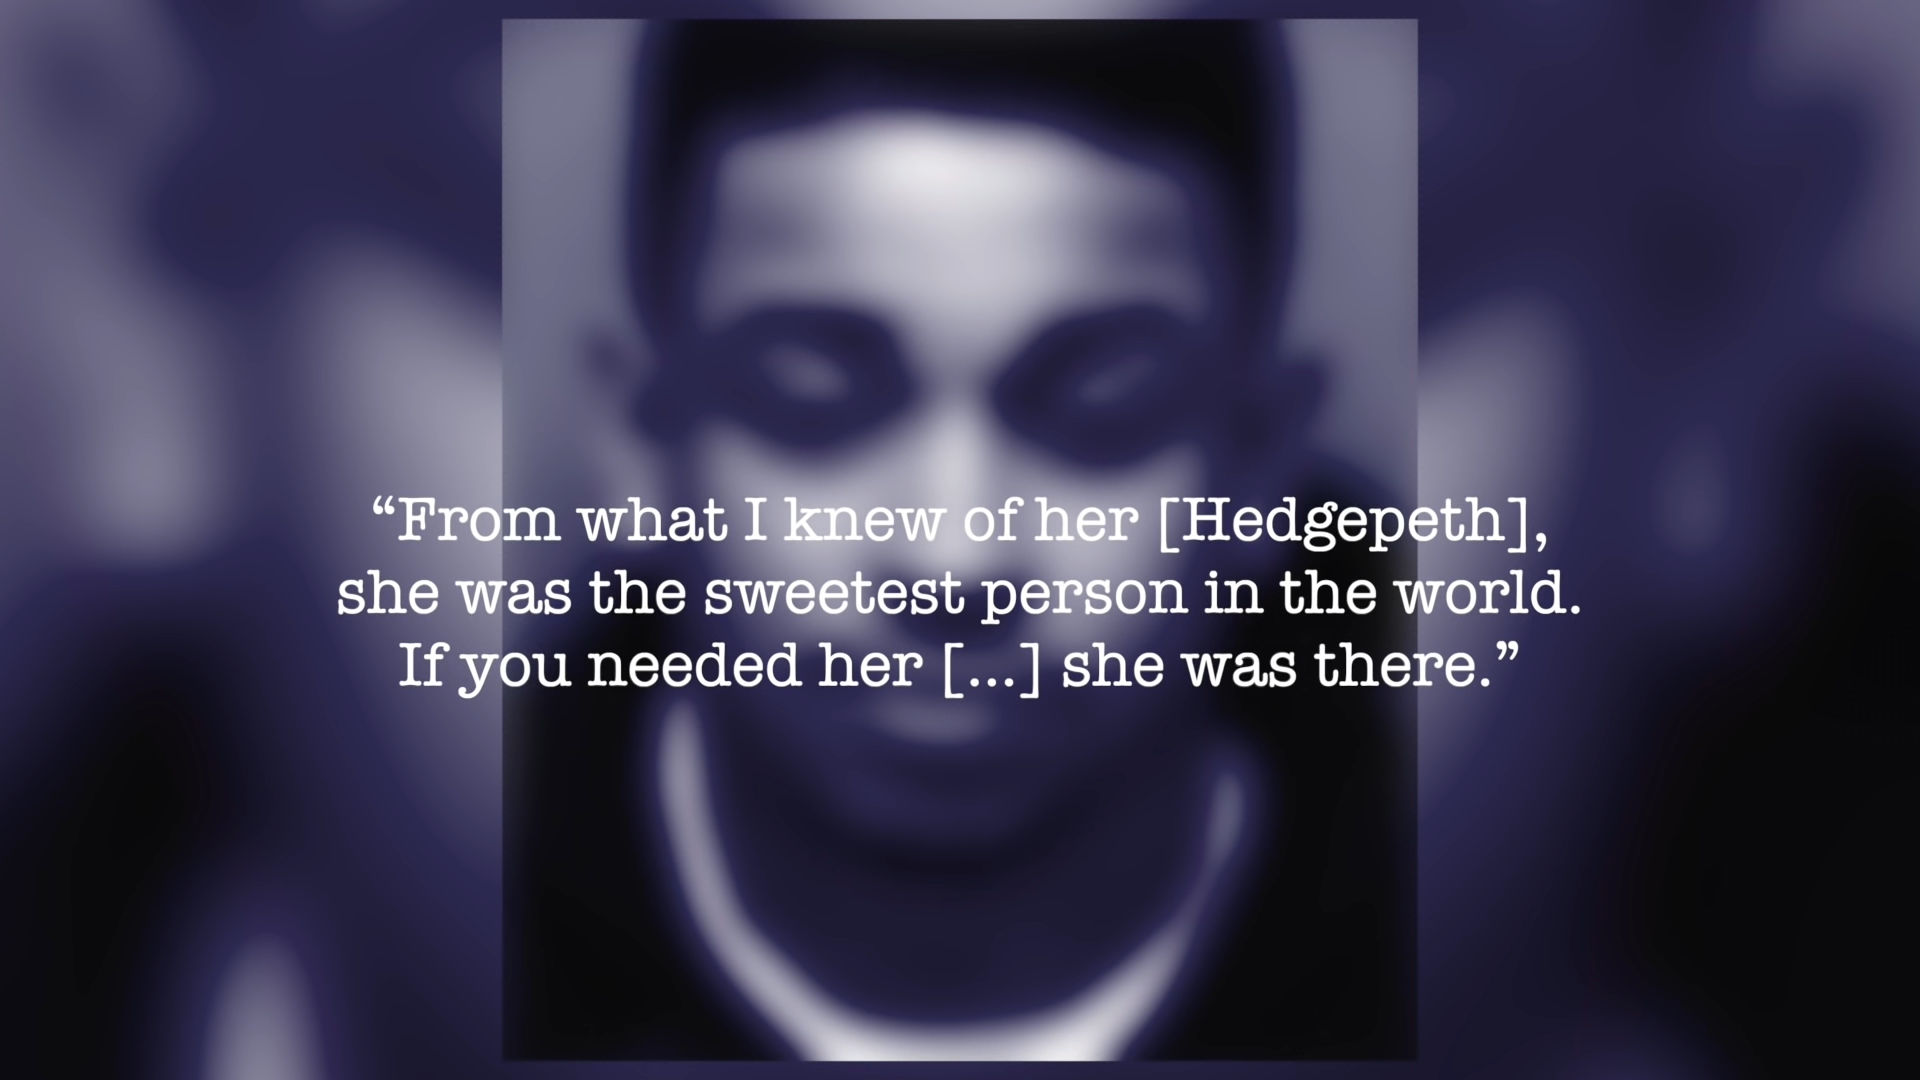 “From what I knew of her [Hedgepeth],
she was the sweetest person in the world.
If you needed her [...] she was there.”